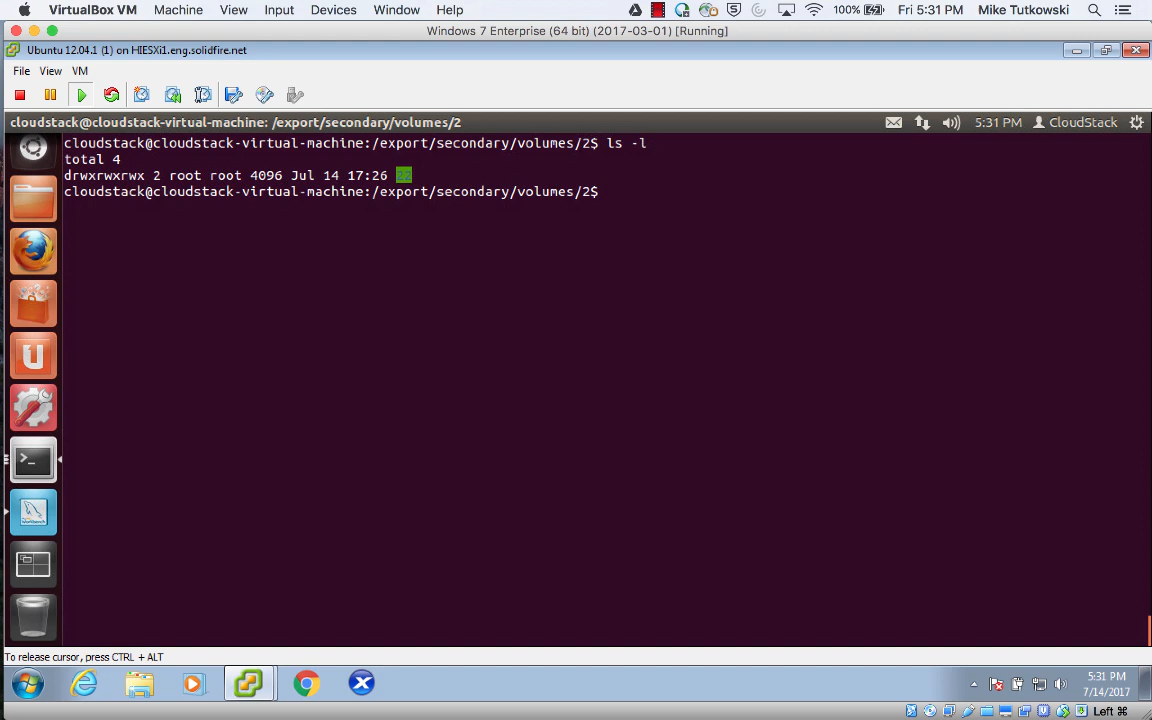 VirtualBox VM Machine View Input Devices Window Help 100% Fri 5:31 PM Mike Tutkowski
Windows 7 Enterprise (64 bit) (2017-03-01) [Running]
Ubuntu 12.04.1 (1) on HIESXi1.eng.solidfire.net
File View VM
cloudstack@cloudstack-virtual-machine: /export/secondary/volumes/2 5:31 PM CloudStack
cloudstack@cloudstack-virtual-machine:/export/secondary/volumes/2$ ls -l
total 4
drwxrwxrwx 2 root root 4096 Jul 14 17:26
cloudstack@cloudstack-virtual-machine:/export/secondary/volumes/2$
To release cursor, press CTRL + ALT
5:31 PM
7/14/2017
Left ⌘